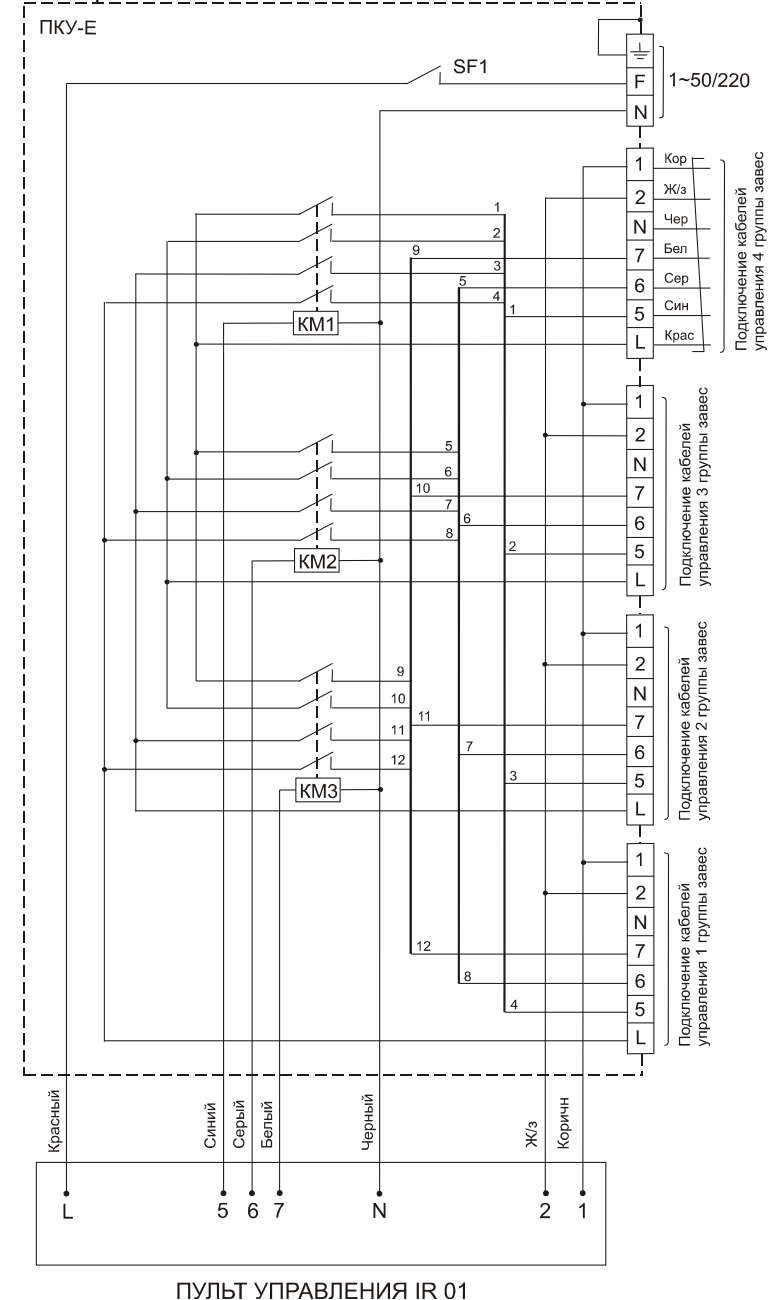 ПКУ-Е
SF1
F
N
1~50/220
1 Кор
2 Ж/з
N Чер
7 Бел
6 Сер
5 Син
L Крас
Подключение кабелей
управления 4 группы завес
1
2
9
3
5
4
1
КМ1
1
2
N
7
6
5
L
Подключение кабелей
управления 3 группы завес
5
6
10
7
6
8
2
КМ2
1
2
N
7
6
5
L
Подключение кабелей
управления 2 группы завес
9
10
11
11
7
12
3
КМ3
1
2
N
7
6
5
L
Подключение кабелей
управления 1 группы завес
12
8
4
Красный
Синий
Серый
Белый
Черный
Ж/з
Коричн
L 5 6 7 N 2 1
ПУЛЬТ УПРАВЛЕНИЯ IR 01